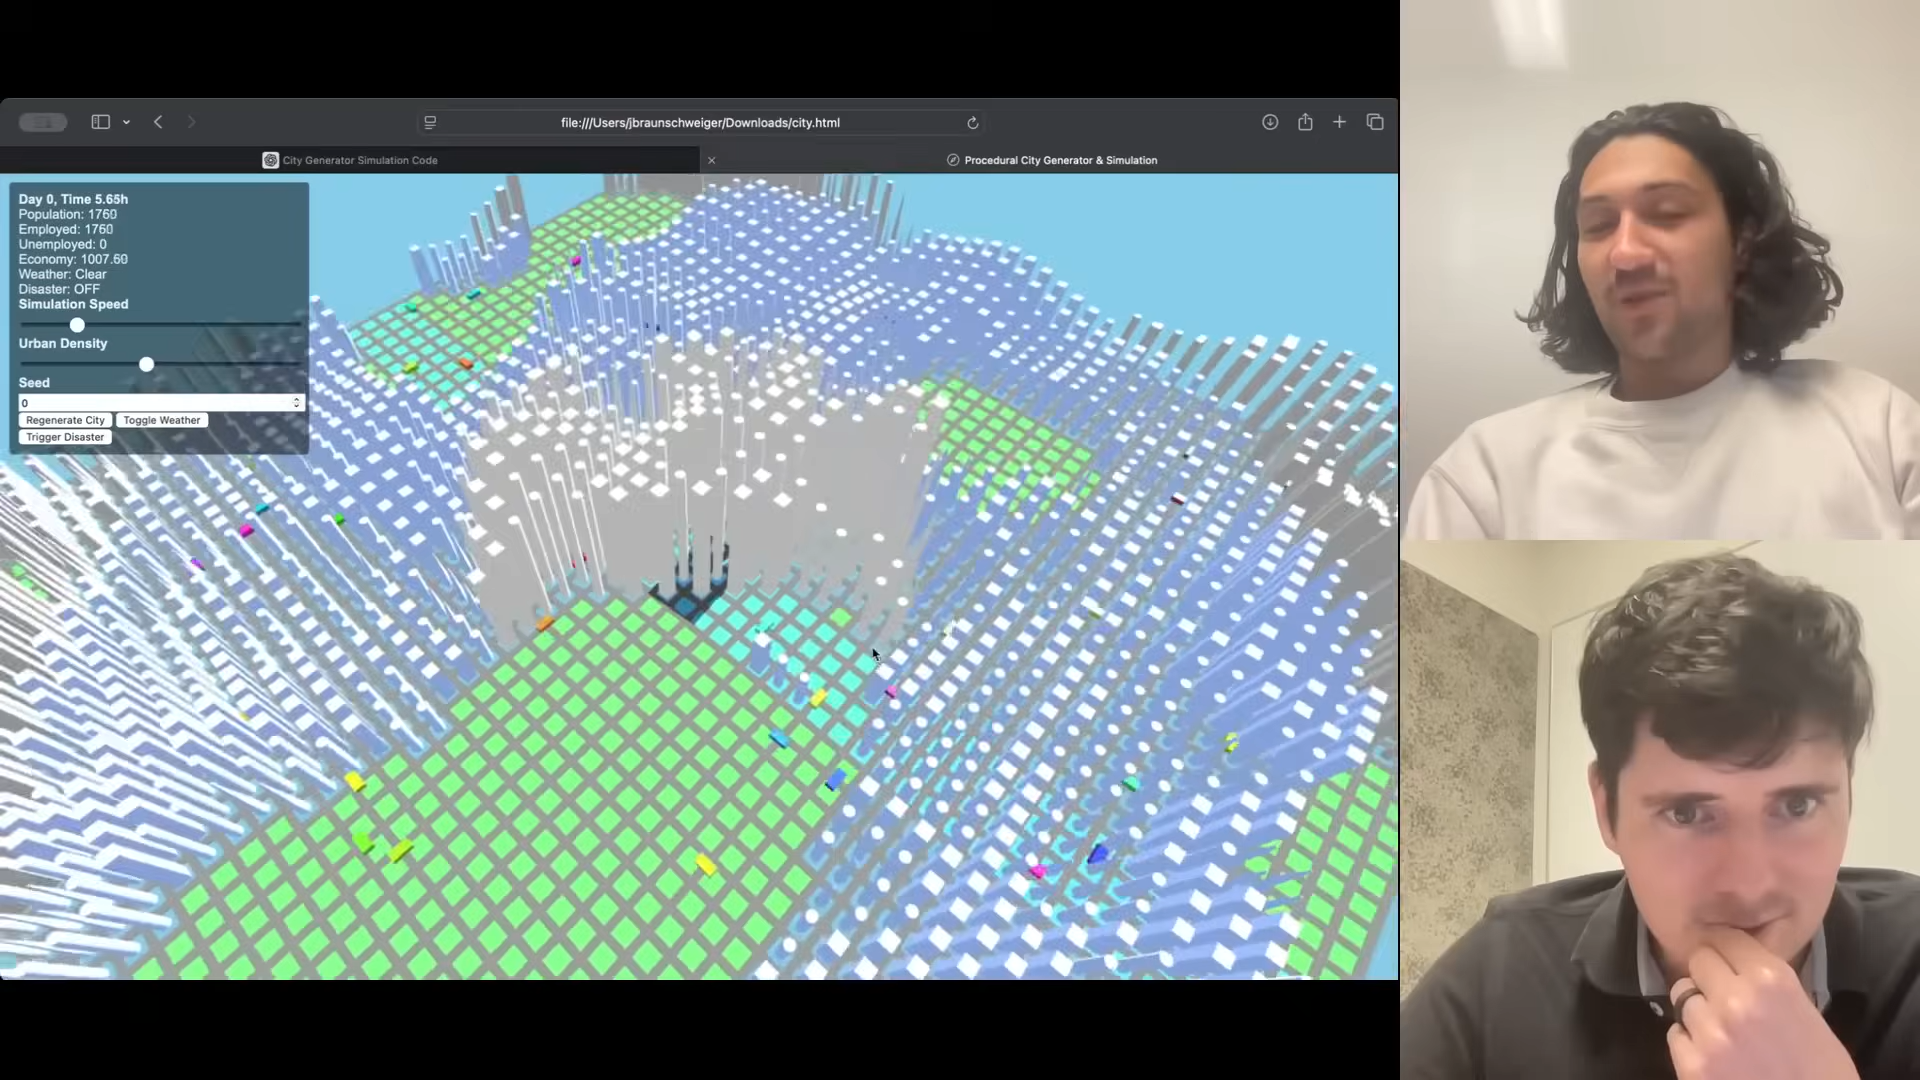 file:///Users/jbraunschweiger/Downloads/city.html
City Generator Simulation Code
Procedural City Generator & Simulation
Day 0, Time 5.65h
Population: 1760
Employed: 1760
Unemployed: 0
Economy: 1007.60
Weather: Clear
Disaster: OFF
Simulation Speed
Urban Density
Seed
0
Regenerate City Toggle Weather
Trigger Disaster